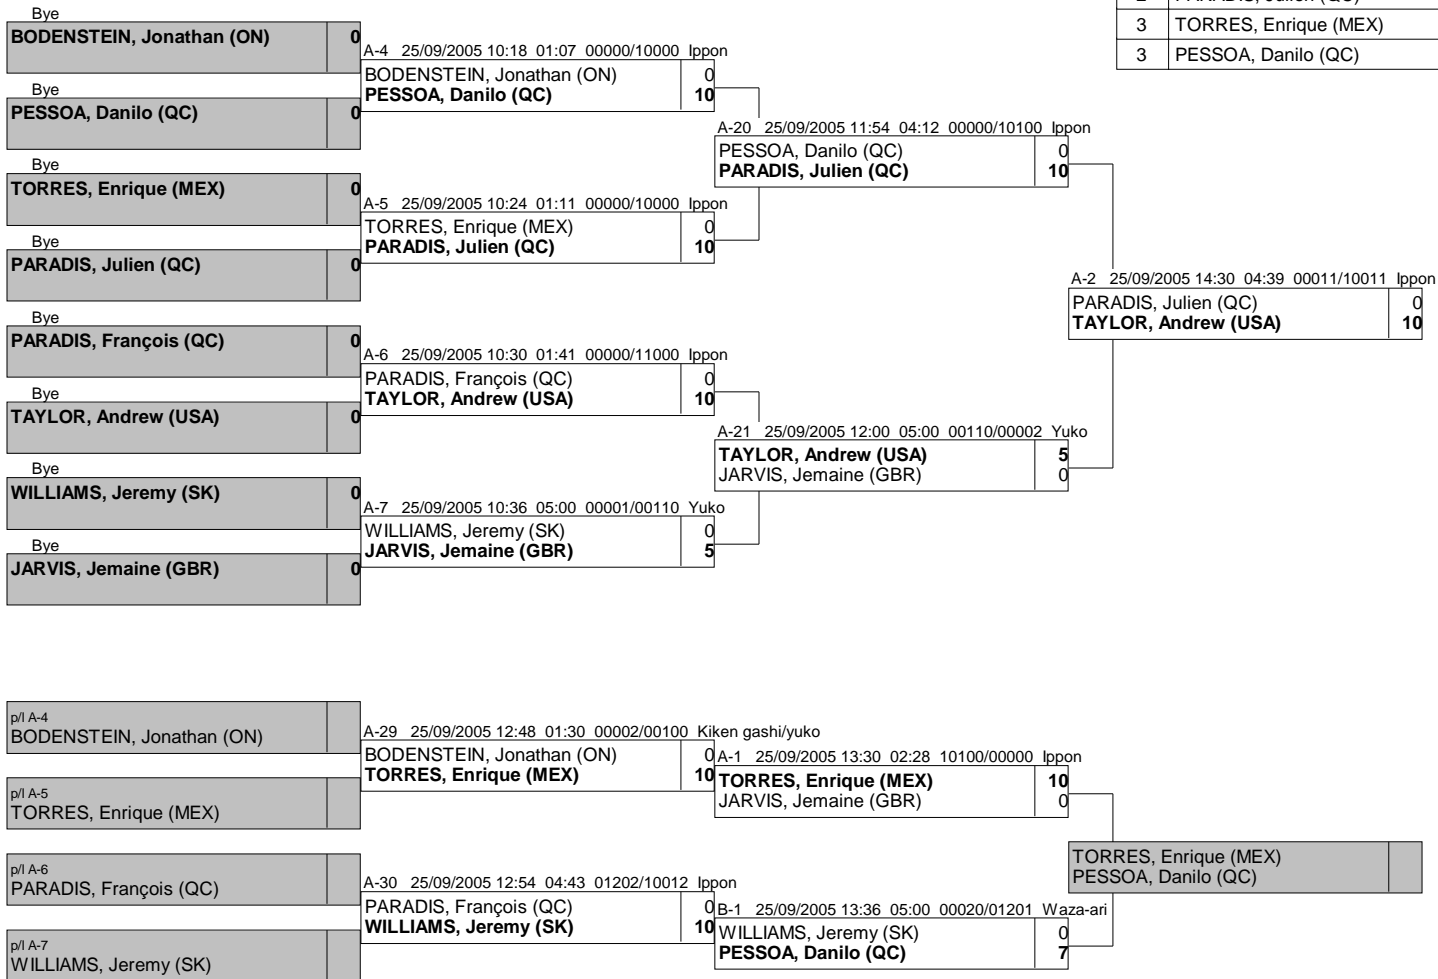 2 PARADIS, Julien (QC)
3 TORRES, Enrique (MEX)
3 PESSOA, Danilo (QC)
Bye
BODENSTEIN, Jonathan (ON) 0
Bye
PESSOA, Danilo (QC) 0
Bye
TORRES, Enrique (MEX) 0
Bye
PARADIS, Julien (QC) 0
Bye
PARADIS, François (QC) 0
Bye
TAYLOR, Andrew (USA) 0
Bye
WILLIAMS, Jeremy (SK) 0
Bye
JARVIS, Jemaine (GBR) 0
A-4 25/09/2005 10:18 01:07 00000/10000 Ippon
BODENSTEIN, Jonathan (ON) 0
PESSOA, Danilo (QC) 10
A-5 25/09/2005 10:24 01:11 00000/10000 Ippon
TORRES, Enrique (MEX) 0
PARADIS, Julien (QC) 10
A-6 25/09/2005 10:30 01:41 00000/11000 Ippon
PARADIS, François (QC) 0
TAYLOR, Andrew (USA) 10
A-7 25/09/2005 10:36 05:00 00001/00110 Yuko
WILLIAMS, Jeremy (SK) 0
JARVIS, Jemaine (GBR) 5
A-20 25/09/2005 11:54 04:12 00000/10100 Ippon
PESSOA, Danilo (QC) 0
PARADIS, Julien (QC) 10
A-21 25/09/2005 12:00 05:00 00110/00002 Yuko
TAYLOR, Andrew (USA) 5
JARVIS, Jemaine (GBR) 0
A-2 25/09/2005 14:30 04:39 00011/10011 Ippon
PARADIS, Julien (QC) 0
TAYLOR, Andrew (USA) 10
p/l A-4
BODENSTEIN, Jonathan (ON)
p/l A-5
TORRES, Enrique (MEX)
p/l A-6
PARADIS, François (QC)
p/l A-7
WILLIAMS, Jeremy (SK)
A-29 25/09/2005 12:48 01:30 00002/00100 Kiken gashi/yuko
BODENSTEIN, Jonathan (ON) 0
TORRES, Enrique (MEX) 10
A-30 25/09/2005 12:54 04:43 01202/10012 Ippon
PARADIS, François (QC) 0
WILLIAMS, Jeremy (SK) 10
A-1 25/09/2005 13:30 02:28 10100/00000 Ippon
TORRES, Enrique (MEX) 10
JARVIS, Jemaine (GBR) 0
B-1 25/09/2005 13:36 05:00 00020/01201 Waza-ari
WILLIAMS, Jeremy (SK) 0
PESSOA, Danilo (QC) 7
TORRES, Enrique (MEX)
PESSOA, Danilo (QC)